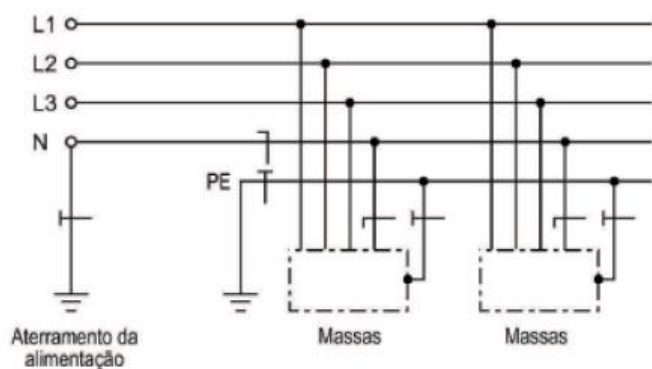 L1
L2
L3
N
PE
Aterramento da
alimentação
Massas
Massas